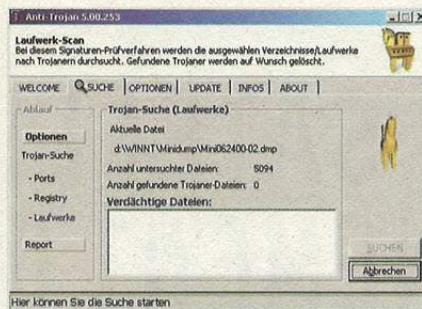 Anti-Trojan 5.00.253
Laufwerk-Scan
Bei diesem Signaturen-Prüfverfahren werden die ausgewählten Verzeichnisse/Laufwerke
nach Trojanern durchsucht. Gefundene Trojaner werden auf Wunsch gelöscht.
WELCOME SUCHE OPTIONEN UPDATE INFOS ABOUT
Ablauf
Optionen
Trojan-Suche
- Ports
- Registry
- Laufwerke
Report
Trojan-Suche (Laufwerke)
Aktuelle Datei
d:\WINNT\Minidump\Mini062400-02.dmp
Anzahl untersuchter Dateien: 5094
Anzahl gefundene Trojaner-Dateien: 0
Verdächtige Dateien:
SUCHEN
Abbrechen
Hier können Sie die Suche starten